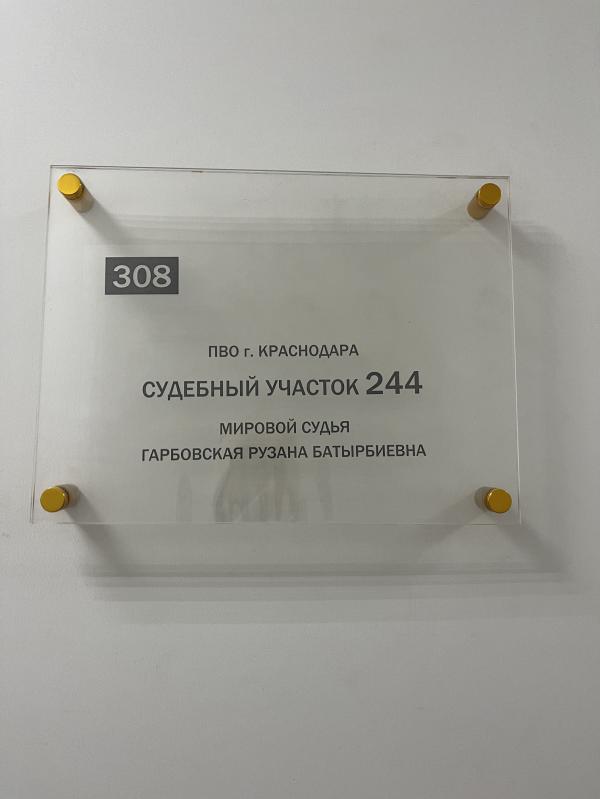 308
ПВО г. КРАСНОДАРА
СУДЕБНЫЙ УЧАСТОК 244
МИРОВОЙ СУДЬЯ
ГАРБОВСКАЯ РУЗАНА БАТЫРБИЕВНА